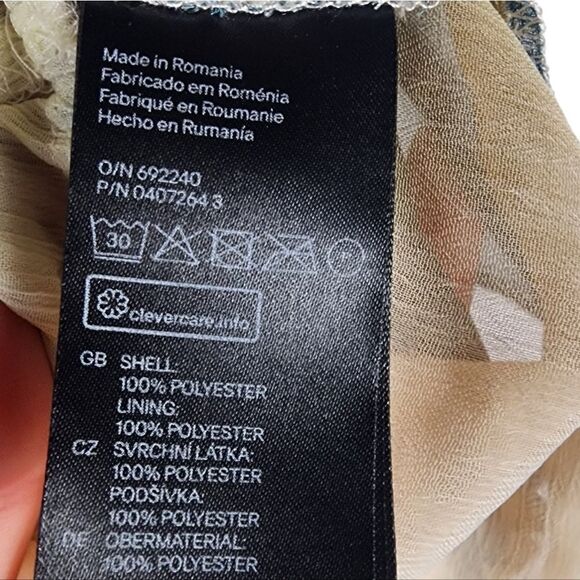 Made in Romania
Fabricado em Roménia
Fabriqué en Roumanie
Hecho en Rumanía
O/N 692240
P/N 0407264 3
30
clevercare.info
GB SHELL:
100% POLYESTER
LINING:
100% POLYESTER
CZ SVRCHNÍ LÁTKA:
100% POLYESTER
PODŠÍVKA:
100% POLYESTER
DE OBERMATERIAL:
100% POLYESTER